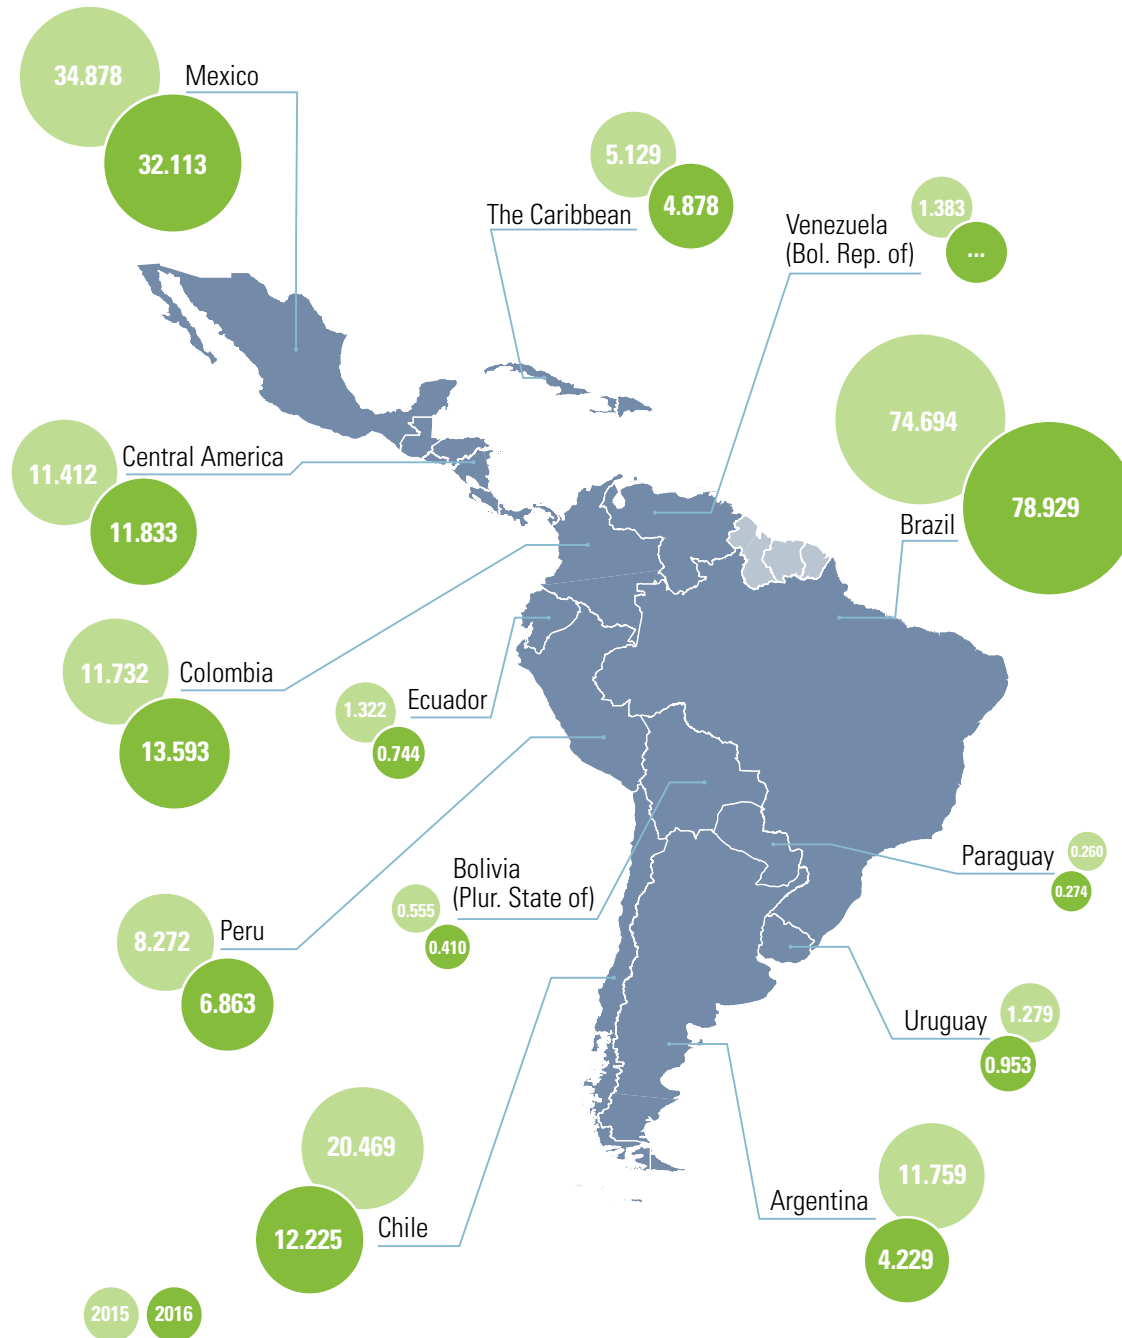 34.878
Mexico
32.113
5.129
4.878
The Caribbean
1.383
Venezuela
(Bol. Rep. of)
...
74.694
78.929
Brazil
11.412
Central America
11.833
11.732
Colombia
13.593
1.322
Ecuador
0.744
Bolivia
(Plur. State of)
0.555
0.410
Paraguay
0.260
0.274
8.272
Peru
6.863
1.279
Uruguay
0.953
20.469
Chile
12.225
11.759
Argentina
4.229
2015
2016